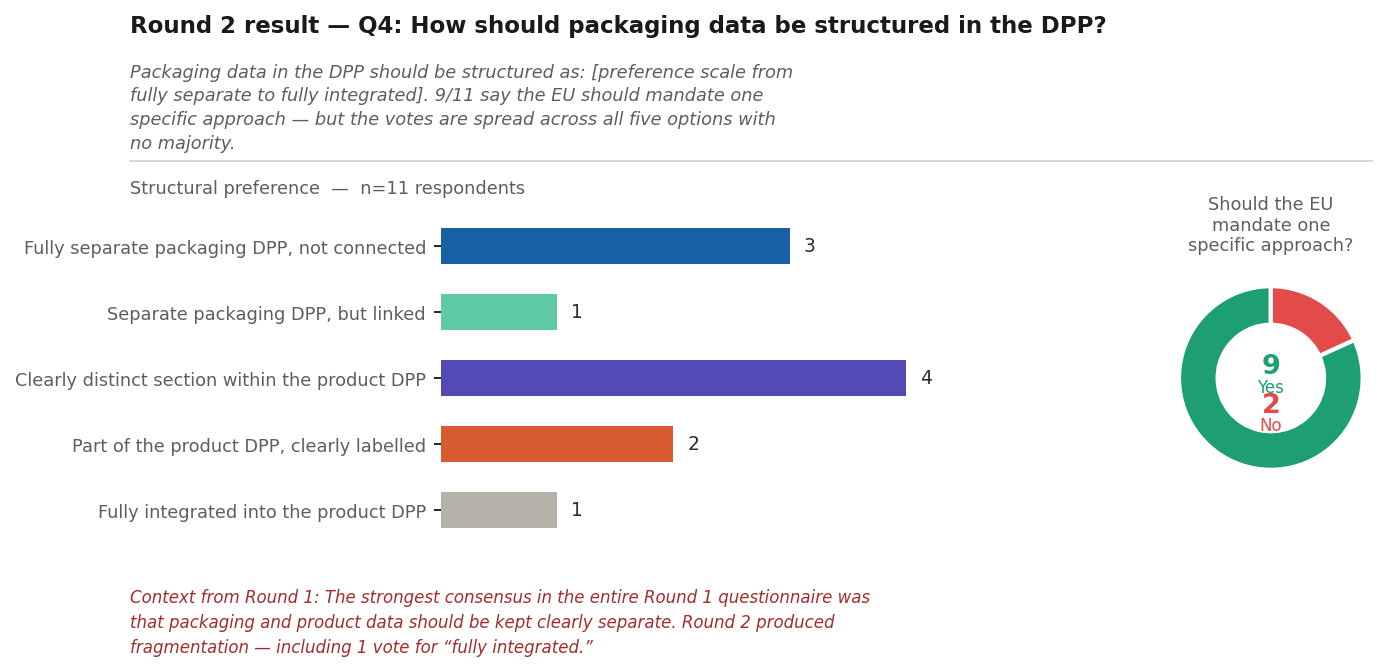 Round 2 result — Q4: How should packaging data be structured in the DPP?
Packaging data in the DPP should be structured as: [preference scale from
fully separate to fully integrated]. 9/11 say the EU should mandate one
specific approach — but the votes are spread across all five options with
no majority.
Structural preference — n=11 respondents
Fully separate packaging DPP, not connected 3
Separate packaging DPP, but linked 1
Clearly distinct section within the product DPP 4
Part of the product DPP, clearly labelled 2
Fully integrated into the product DPP 1
Should the EU
mandate one
specific approach?
9
Yes
2
No
Context from Round 1: The strongest consensus in the entire Round 1 questionnaire was
that packaging and product data should be kept clearly separate. Round 2 produced
fragmentation — including 1 vote for “fully integrated.”